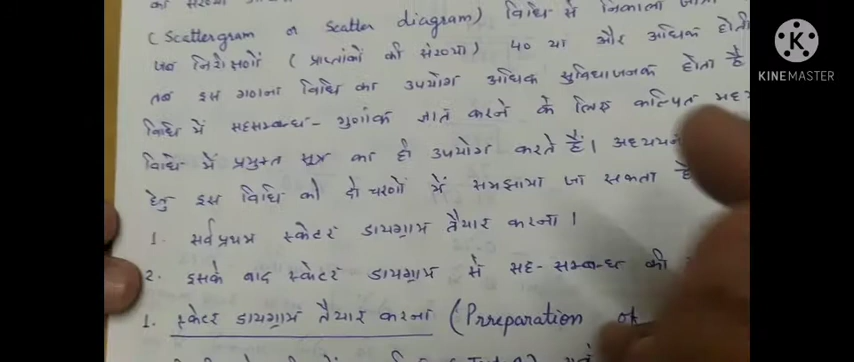 (Scattergram or Scatter diagram) विधि से निकाला
जब निरीक्षणों (प्राप्तांकों की संख्या) 40 या और अधिक होती
तब इस गणना विधि का उपयोग अधिक सुविधाजनक होता है
विधि में सहसम्बन्ध-गुणांक ज्ञात करने के लिए कल्पित
विधि में प्रयुक्त सूत्र का ही उपयोग करते हैं। अध्ययन
हेतु इस विधि को दो चरणों में समझाया जा सकता है
1. सर्वप्रथम स्केटर डायग्राम तैयार करना।
2. इसके बाद स्केटर डायग्राम से सह-सम्बन्ध की
1. स्केटर डायग्राम तैयार करना (Prreparation of
KINEMASTER